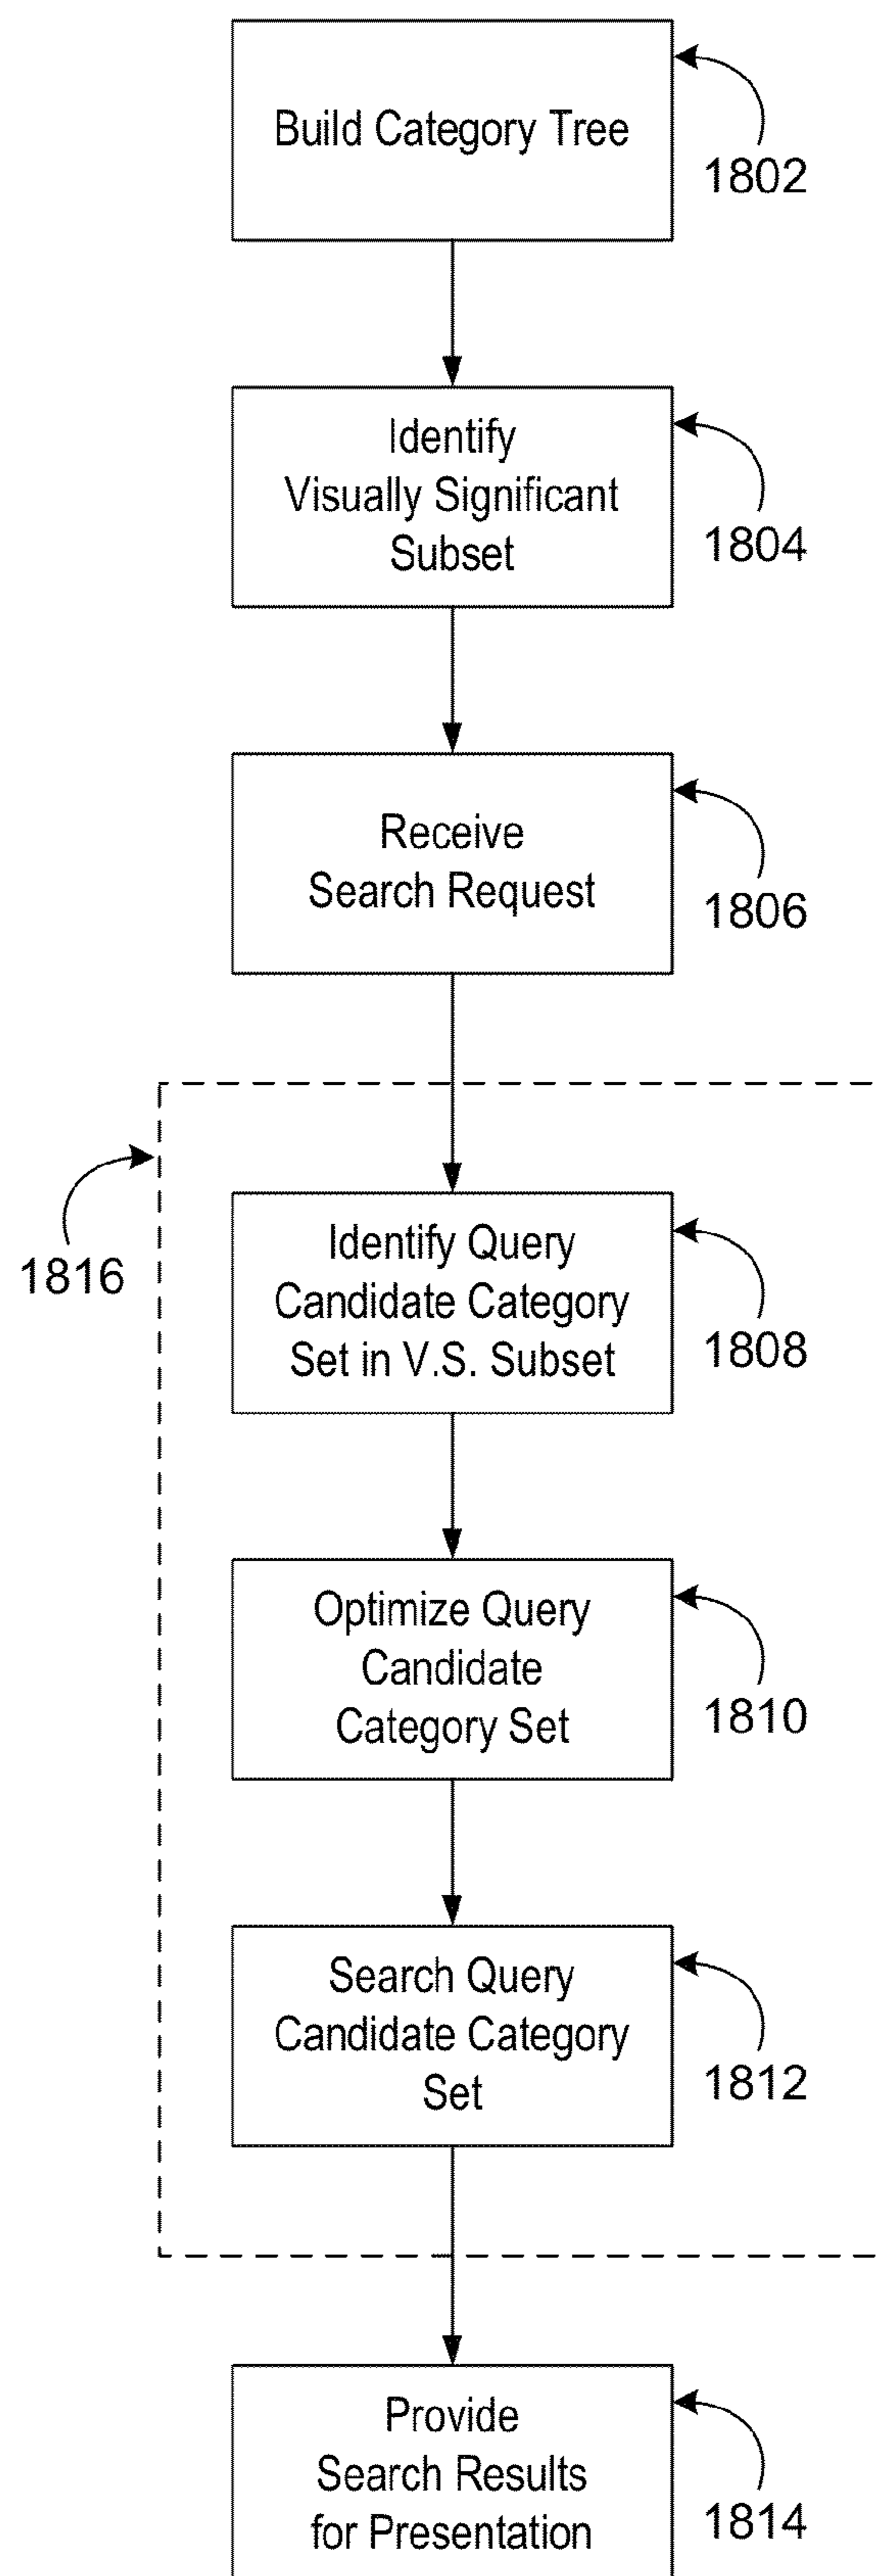 Build Category Tree
1802
Identify
Visually Significant
Subset
1804
Receive
Search Request
1806
1816
Identify Query
Candidate Category
Set in V.S. Subset
1808
Optimize Query
Candidate
Category Set
1810
Search Query
Candidate Category
Set
1812
Provide
Search Results
for Presentation
1814